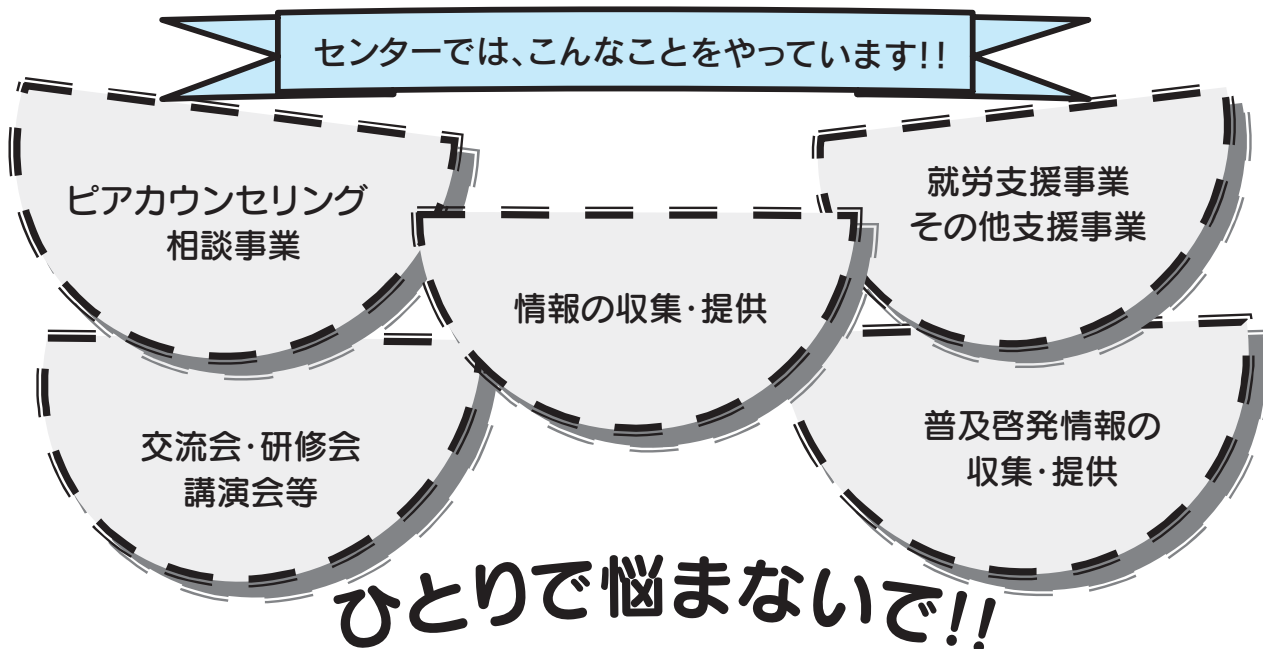 センターでは、こんなことをやっています!!
ピアカウンセリング
相談事業
就労支援事業
その他支援事業
情報の収集・提供
交流会・研修会
講演会等
普及啓発情報の
収集・提供
ひとりで悩まないで!!